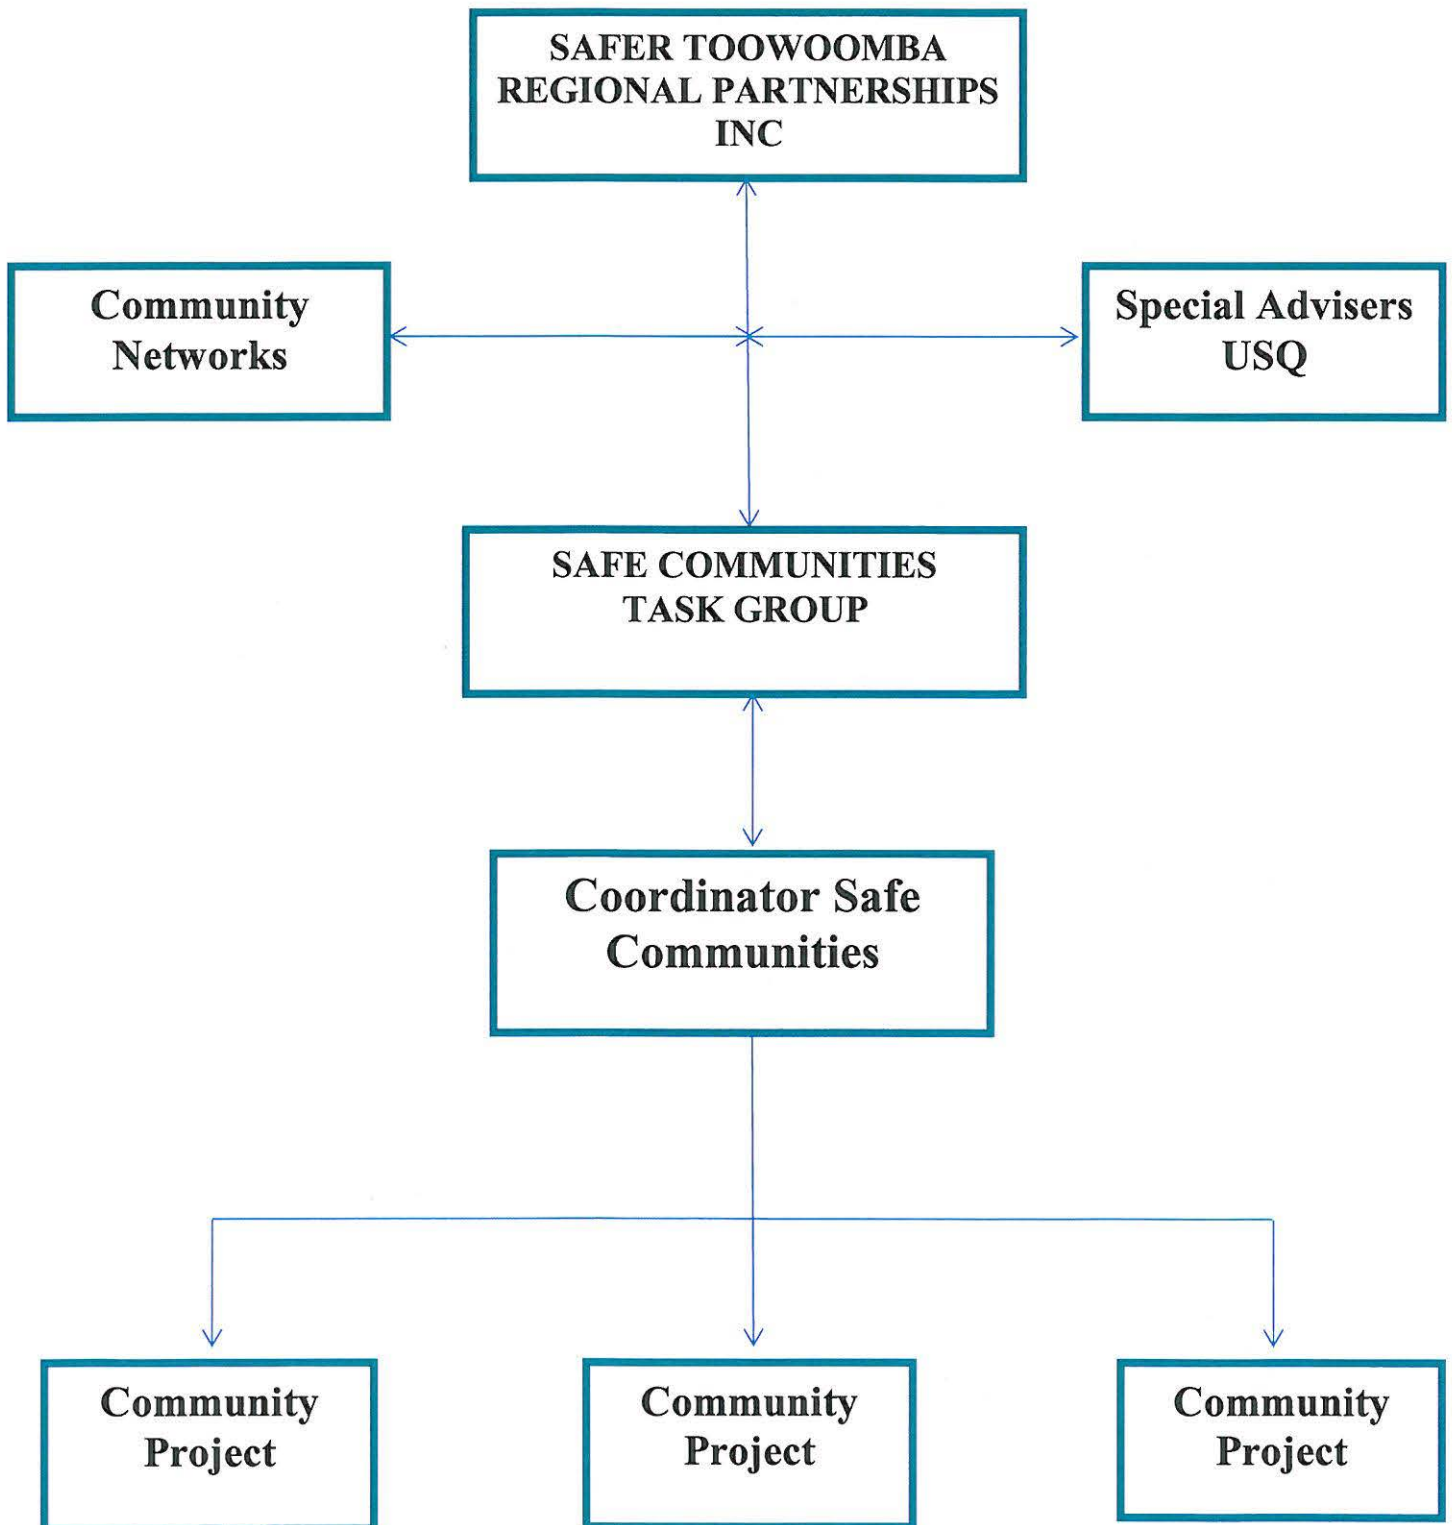 SAFER TOOWOOMBA
REGIONAL PARTNERSHIPS
INC
Community
Networks
Special Advisers
USQ
SAFE COMMUNITIES
TASK GROUP
Coordinator Safe
Communities
Community
Project
Community
Project
Community
Project